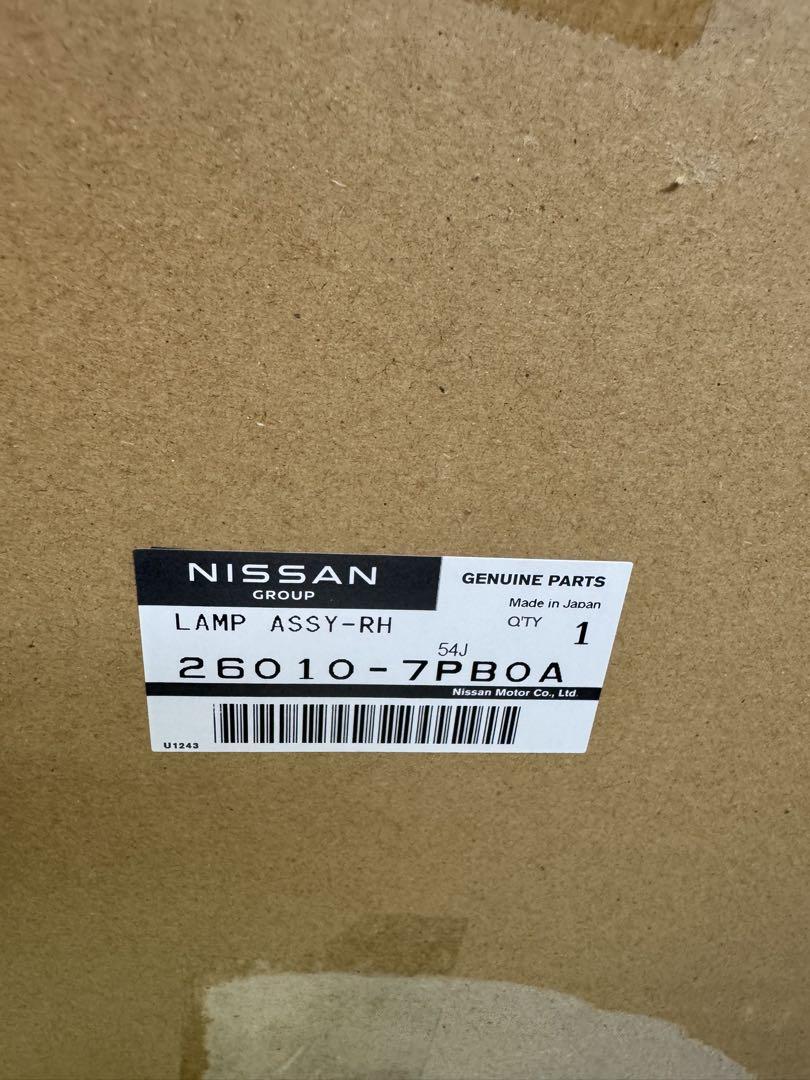 NISSAN
GROUP
GENUINE PARTS
Made in Japan
LAMP ASSY-RH
Q'TY 1
54J
26010-7PB0A
Nissan Motor Co., Ltd.
U1243